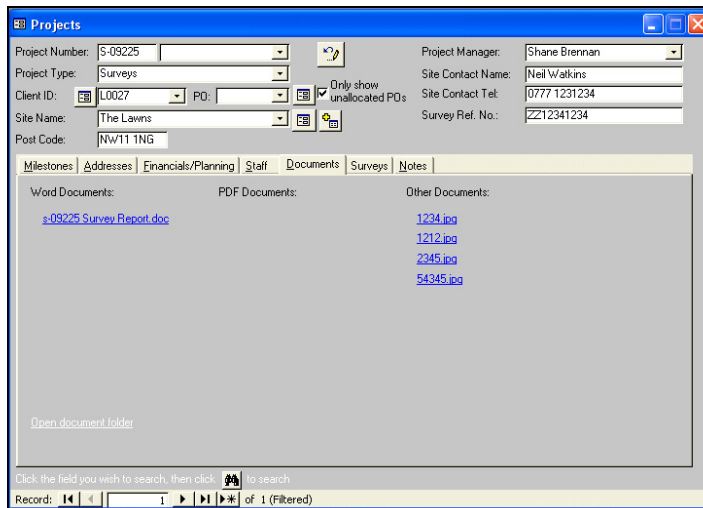 Projects
Project Number: S-09225
Project Manager: Shane Brennan
Project Type: Surveys
Site Contact Name: Neil Watkins
Client ID: L0027 PO: Only show unallocated POs
Site Contact Tel: 0777 1231234
Site Name: The Lawns
Survey Ref. No.: ZZ12341234
Post Code: NW11 1NG
Milestones Addresses Financials/Planning Staff Documents Surveys Notes
Word Documents: PDF Documents: Other Documents:
s-09225 Survey Report.doc 1234.jpg
1212.jpg
2345.jpg
54345.jpg
Open document folder
Click the field you wish to search, then click to search
Record: 1 of 1 (Filtered)